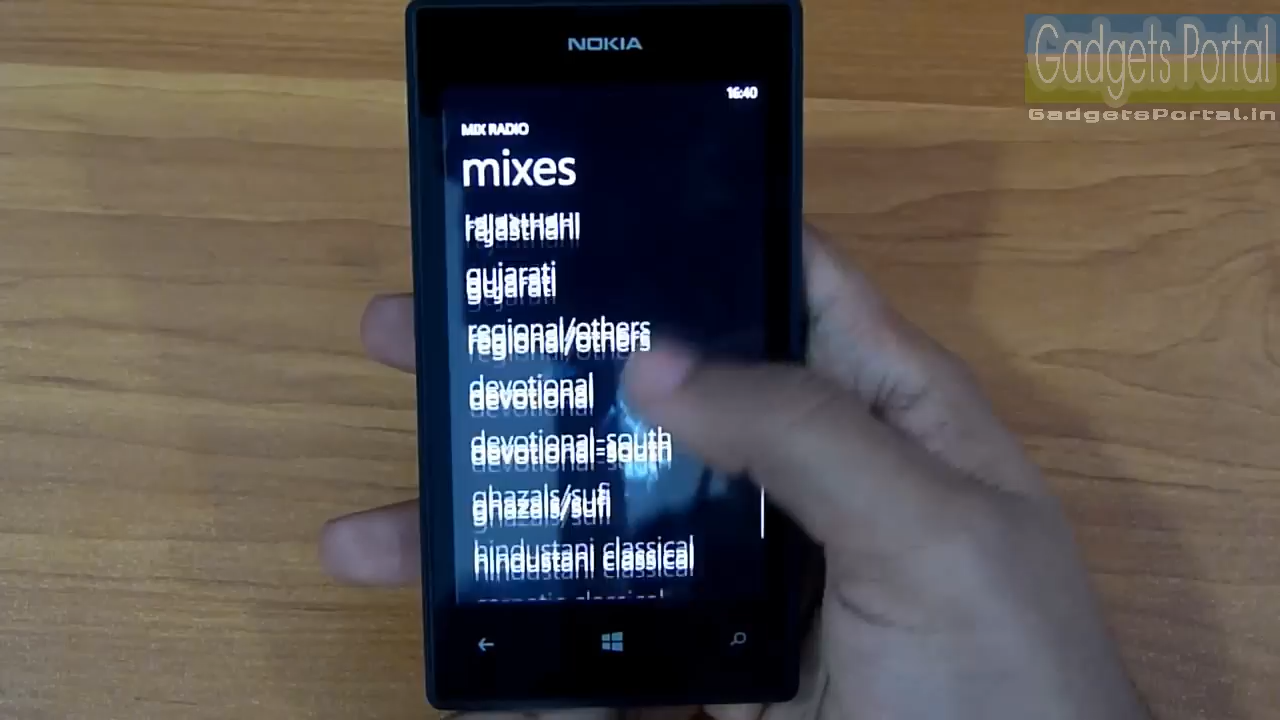 NOKIA
Gadgets Portal
GadgetsPortal.in
16:40
MIX RADIO
mixes
rajasthani
gujarati
regional/others
devotional
devotional-south
ghazals/sufi
hindustani classical